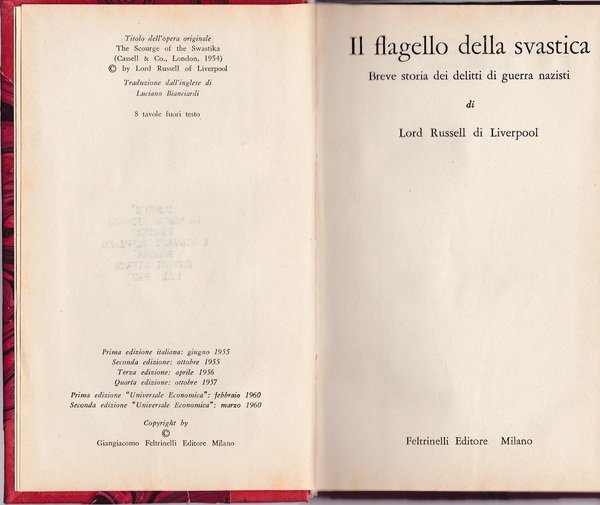 Titolo dell'opera originale
The Scourge of the Swastika
(Cassell & Co., London, 1954)
© by Lord Russell of Liverpool
Traduzione dall'inglese di
Luciano Bianciardi
8 tavole fuori testo
Prima edizione italiana: giugno 1955
Seconda edizione: ottobre 1955
Terza edizione: aprile 1956
Quarta edizione: ottobre 1957
Prima edizione "Universale Economica": febbraio 1960
Seconda edizione "Universale Economica": marzo 1960
Copyright by
©
Giangiacomo Feltrinelli Editore Milano
Il flagello della svastica
Breve storia dei delitti di guerra nazisti
di
Lord Russell di Liverpool
Feltrinelli Editore Milano